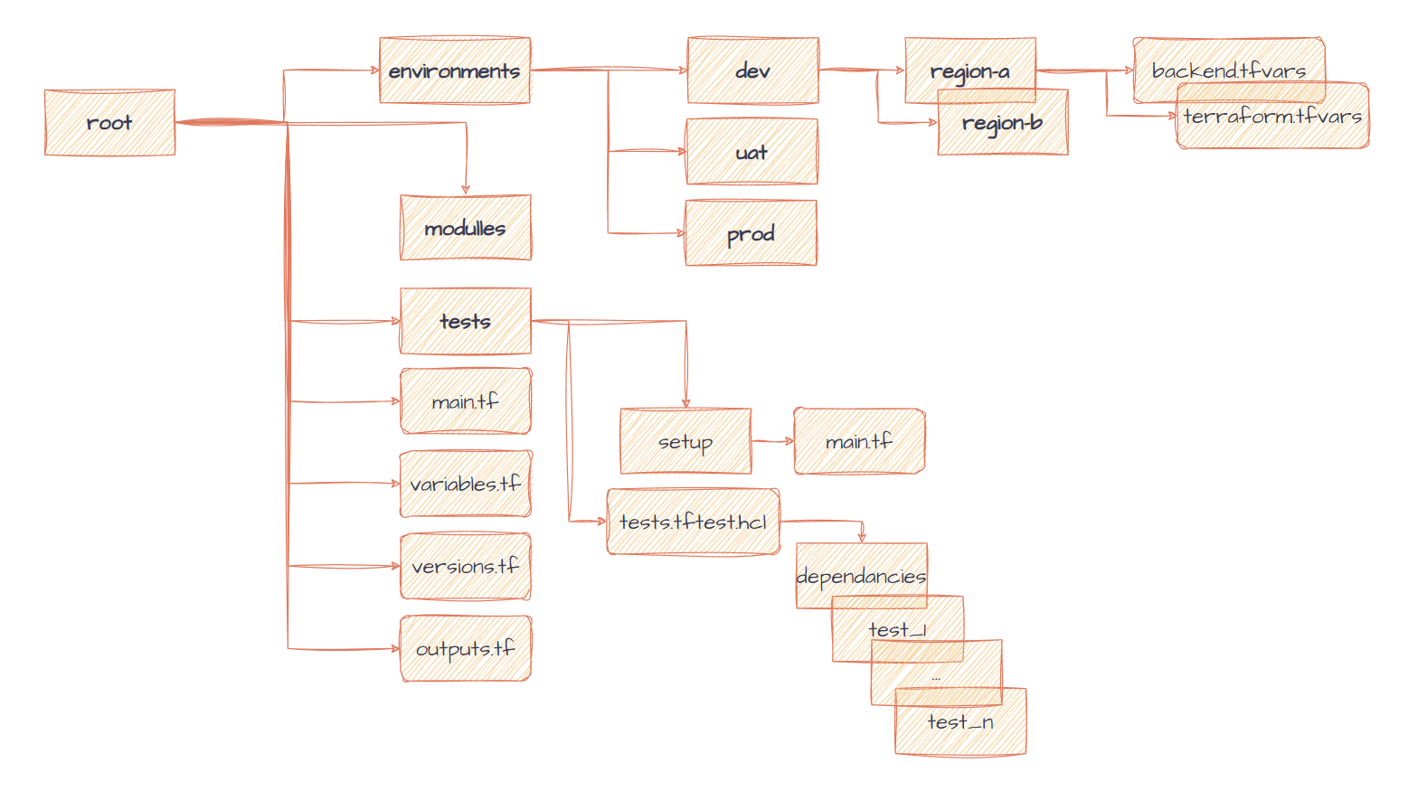 root
environments
dev
region-a
backend.tfvars
terraform.tfvars
region-b
uat
prod
modulles
tests
main.tf
setup
main.tf
variables.tf
tests.tftest.hcl
versions.tf
dependancies
test_1
outputs.tf
...
test_n